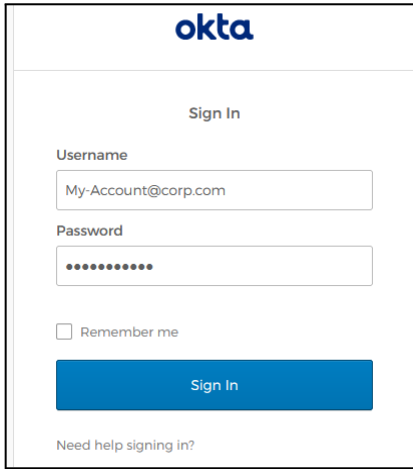 okta
Sign In
Username
My-Account@corp.com
Password
•••••••••••
Remember me
Sign In
Need help signing in?